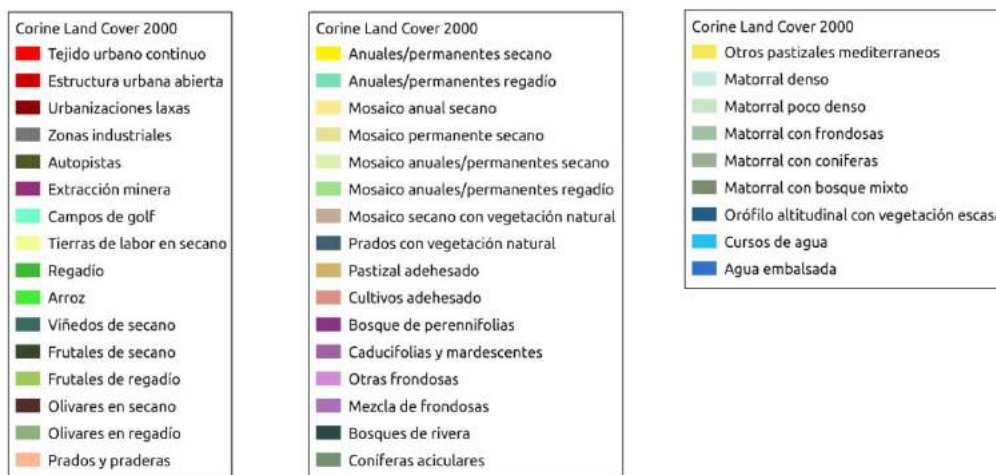 Corine Land Cover 2000
Tejido urbano continuo
Estructura urbana abierta
Urbanizaciones laxas
Zonas industriales
Autopistas
Extracción minera
Campos de golf
Tierras de labor en secano
Regadío
Arroz
Viñedos de secano
Frutales de secano
Frutales de regadío
Olivares en secano
Olivares en regadío
Prados y praderas
Corine Land Cover 2000
Anuales/permanentes secano
Anuales/permanentes regadío
Mosaico anual secano
Mosaico permanente secano
Mosaico anuales/permanentes secano
Mosaico anuales/permanentes regadío
Mosaico secano con vegetación natural
Prados con vegetación natural
Pastizal adehesado
Cultivos adehesado
Bosque de perennifolias
Caducifolias y mardescentes
Otras frondosas
Mezcla de frondosas
Bosques de rivera
Coníferas aciculares
Corine Land Cover 2000
Otros pastizales mediterraneos
Matorral denso
Matorral poco denso
Matorral con frondosas
Matorral con coniferas
Matorral con bosque mixto
Orófilo altitudinal con vegetación escasa
Cursos de agua
Agua embalsada